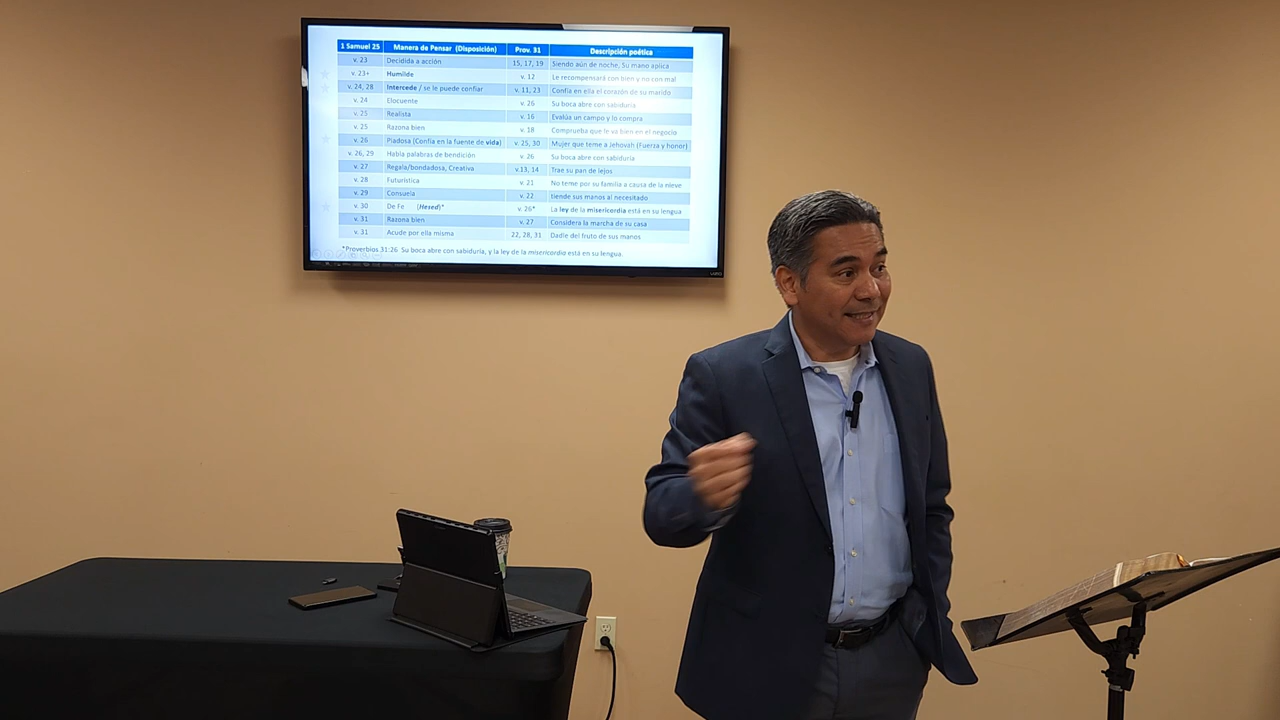 1 Samuel 25 Manera de Pensar (Disposición) Prov. 31 Descripción poética
v. 23 Decidida a acción 15, 17, 19 Siendo aún de noche, Su mano aplica
v. 23+ Humilde v. 12 Le recompensará con bien y no con mal
v. 24, 28 Intercede / se le puede confiar v. 11, 23 Confía en ella el corazón de su marido
v. 24 Elocuente v. 26 Su boca abre con sabiduría
v. 25 Realista v. 16 Evalúa un campo y lo compra
v. 25 Razona bien v. 18 Comprueba que le va bien en el negocio
v. 26 Piadosa (Confía en la fuente de vida) v. 25, 30 Mujer que teme a Jehovah (Fuerza y honor)
v. 26, 29 Habla palabras de bendición v. 26 Su boca abre con sabiduría
v. 27 Regala/bondadosa, Creativa v.13, 14 Trae su pan de lejos
v. 28 Futurística v. 21 No teme por su familia a causa de la nieve
v. 29 Consuela v. 22 tiende sus manos al necesitado
v. 30 De Fe (Hesed)* v. 26* La ley de la misericordia está en su lengua
v. 31 Razona bien v. 27 Considera la marcha de su casa
v. 31 Acude por ella misma 22, 28, 31 Dadle del fruto de sus manos
*Proverbios 31:26 Su boca abre con sabiduría, y la ley de la misericordia está en su lengua.
VIZIO